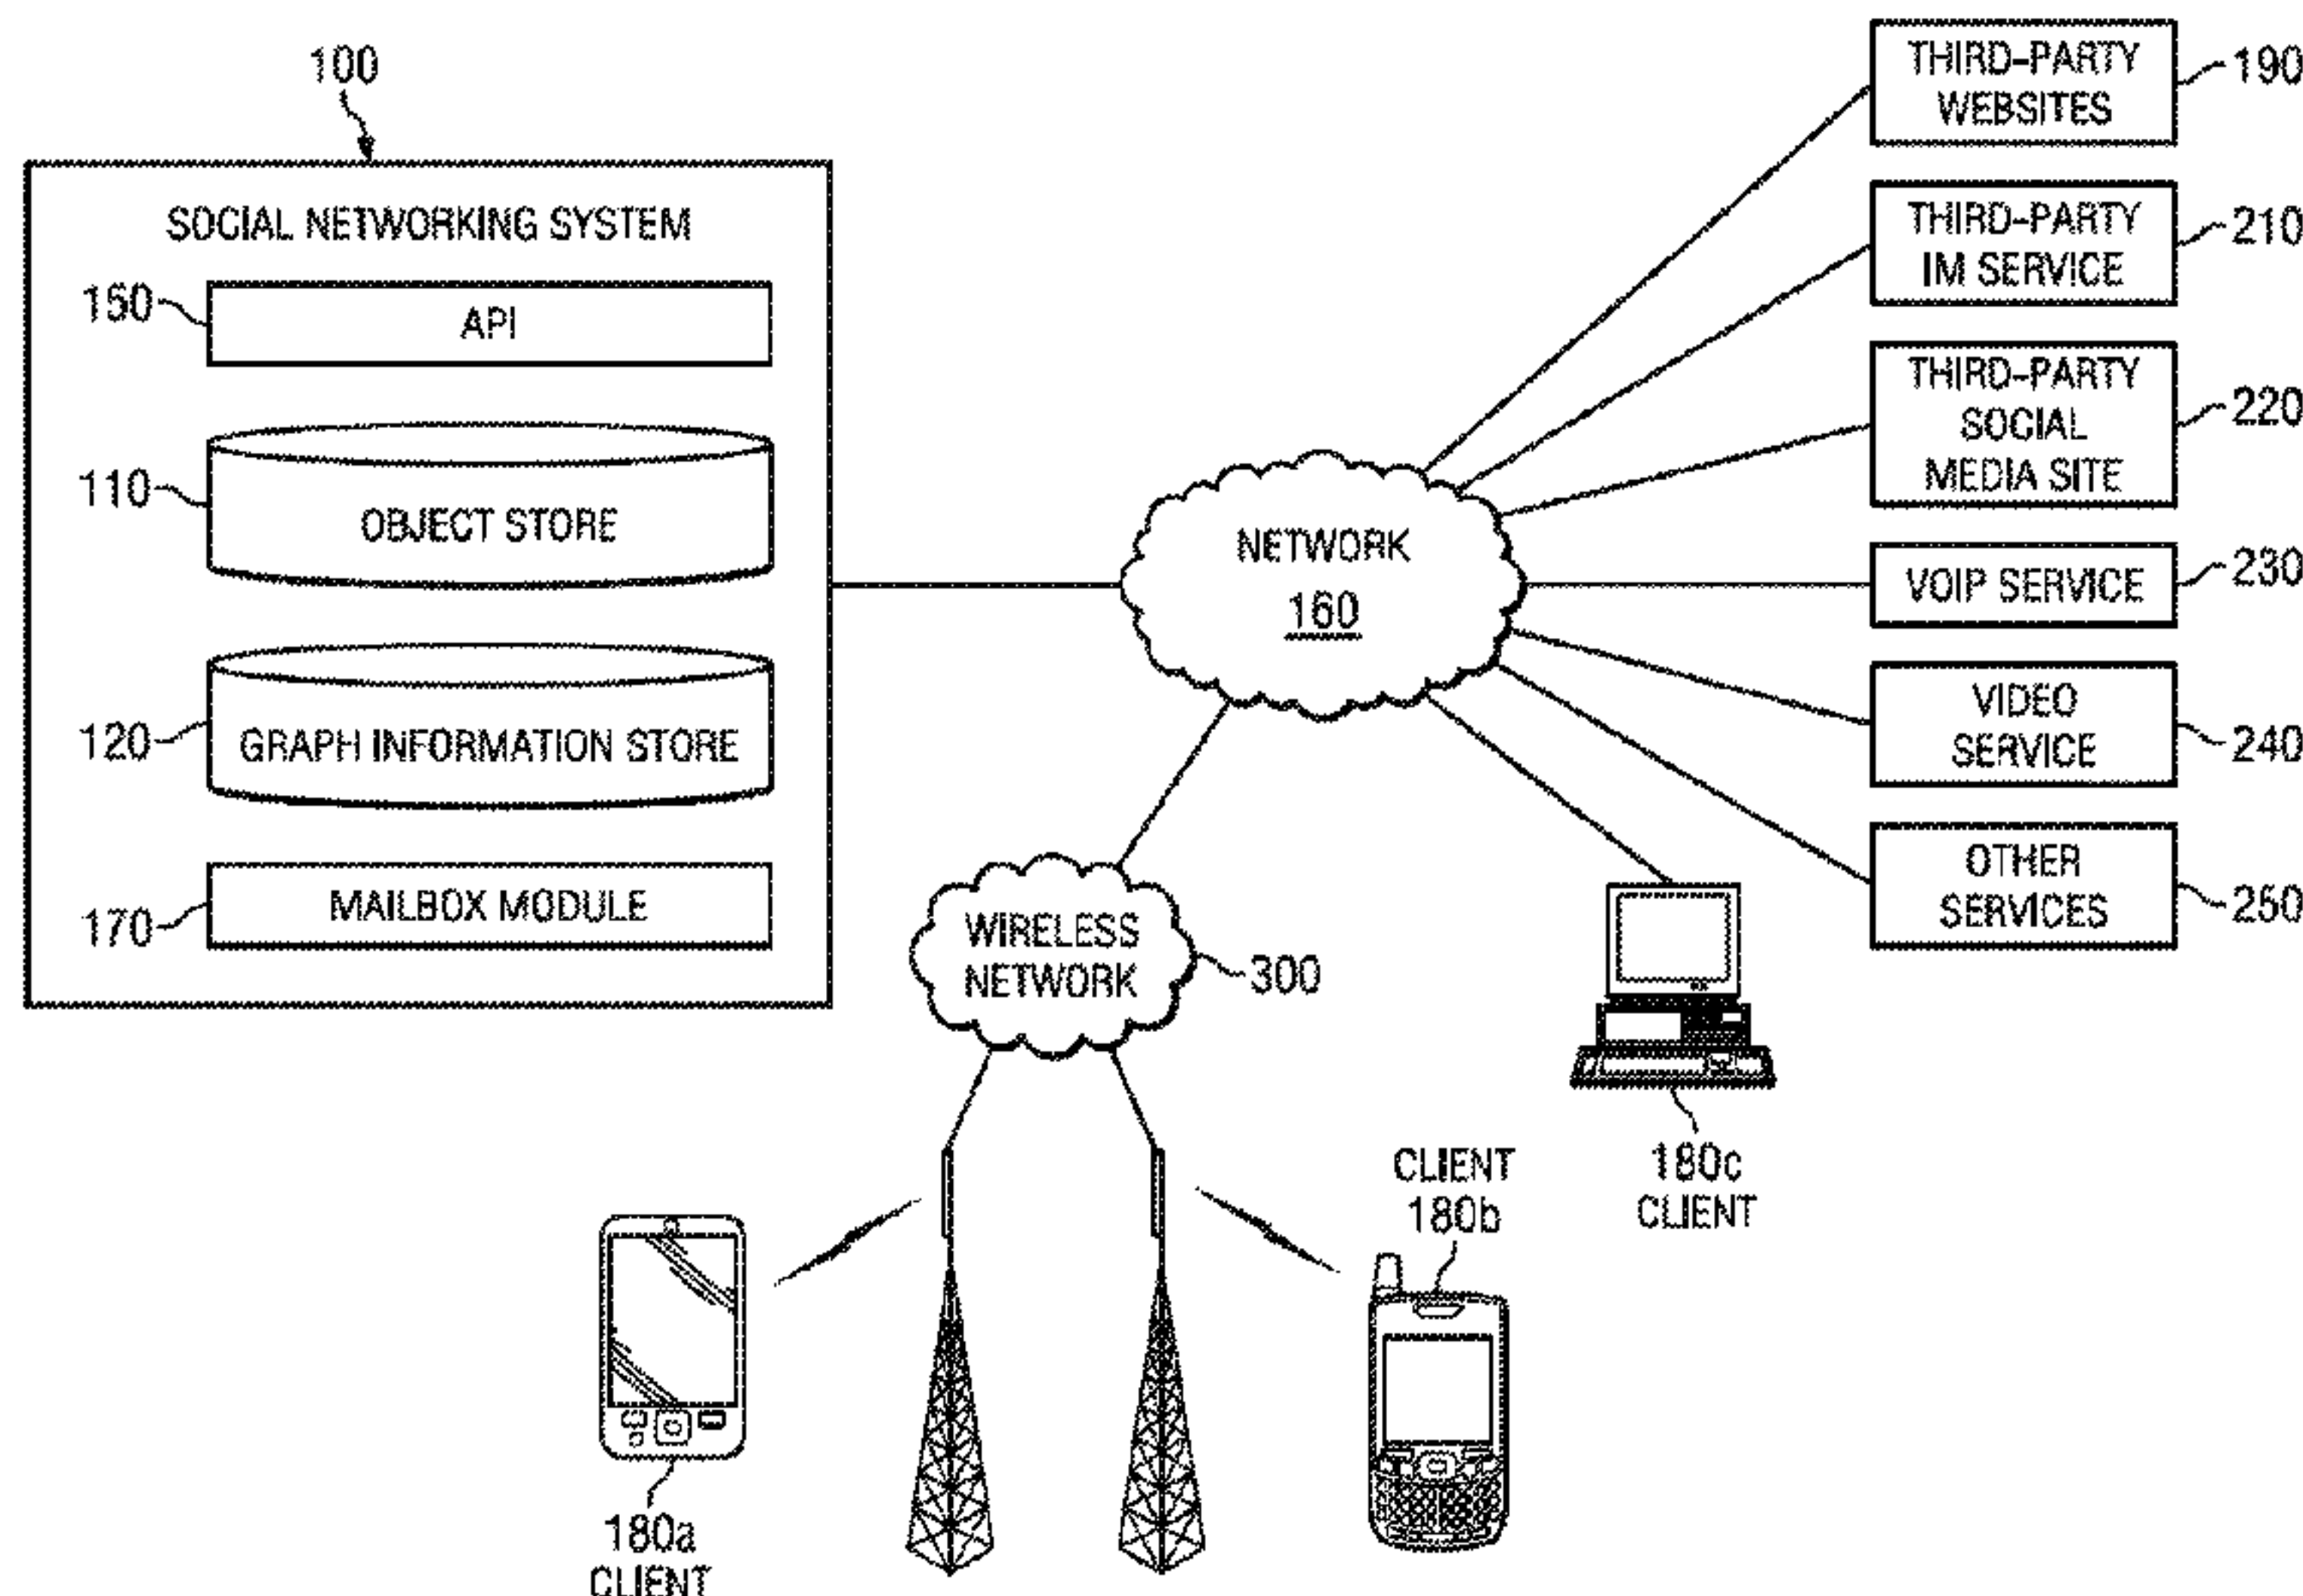 100
SOCIAL NETWORKING SYSTEM
150
API
110
OBJECT STORE
120
GRAPH INFORMATION STORE
170
MAILBOX MODULE
NETWORK
160
WIRELESS
NETWORK
300
THIRD-PARTY
WEBSITES
190
THIRD-PARTY
IM SERVICE
210
THIRD-PARTY
SOCIAL
MEDIA SITE
220
VOIP SERVICE
230
VIDEO
SERVICE
240
OTHER
SERVICES
250
180c
CLIENT
CLIENT
180b
180a
CLIENT